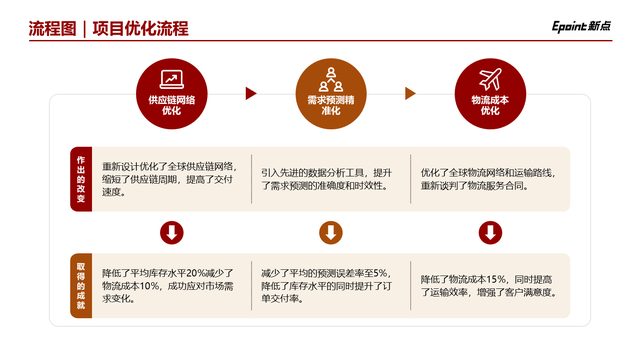 流程图｜项目优化流程
Epoint新点
供应链网络
优化
需求预测精
准化
物流成本
优化
作出的改变
重新设计优化了全球供应链网络，
缩短了供应链周期，提高了交付
速度。
引入先进的数据分析工具，提升
了需求预测的准确度和时效性。
优化了全球物流网络和运输路线，
重新谈判了物流服务合同。
取得的成就
降低了平均库存水平20%减少了
物流成本10%，成功应对市场需
求变化。
减少了平均的预测误差率至5%，
降低了库存水平的同时提升了订
单交付率。
降低了物流成本15%，同时提高
了运输效率，增强了客户满意度。